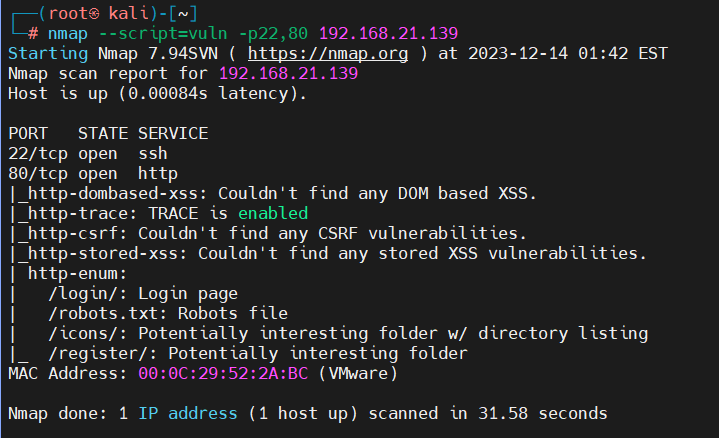 ┌──(root㉿ kali)-[~]
└─# nmap --script=vuln -p22,80 192.168.21.139
Starting Nmap 7.94SVN ( https://nmap.org ) at 2023-12-14 01:42 EST
Nmap scan report for 192.168.21.139
Host is up (0.00084s latency).

PORT   STATE SERVICE
22/tcp open  ssh
80/tcp open  http
|_http-dombased-xss: Couldn't find any DOM based XSS.
|_http-trace: TRACE is enabled
|_http-csrf: Couldn't find any CSRF vulnerabilities.
|_http-stored-xss: Couldn't find any stored XSS vulnerabilities.
| http-enum:
|   /login/: Login page
|   /robots.txt: Robots file
|   /icons/: Potentially interesting folder w/ directory listing
|_  /register/: Potentially interesting folder
MAC Address: 00:0C:29:52:2A:BC (VMware)

Nmap done: 1 IP address (1 host up) scanned in 31.58 seconds